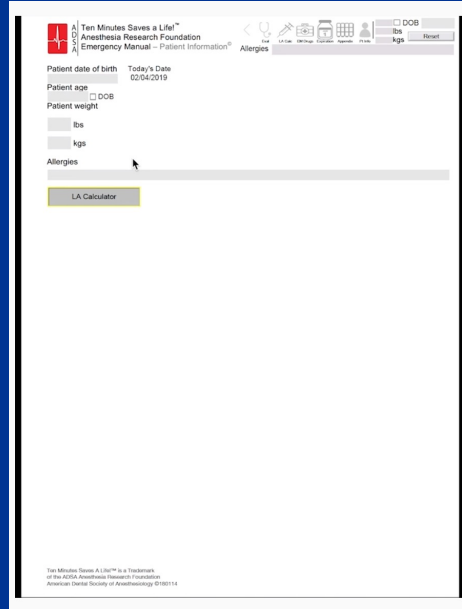 ADSA
Ten Minutes Saves a Life!™
Anesthesia Research Foundation
Emergency Manual – Patient Information©
Allergies
DOB
lbs
kgs
Reset
Patient date of birth
Today's Date
02/04/2019
Patient age
DOB
Patient weight
lbs
kgs
Allergies
LA Calculator
Ten Minutes Saves A Life!™ is a Trademark
of the ADSA Anesthesia Research Foundation
American Dental Society of Anesthesiology ©180114